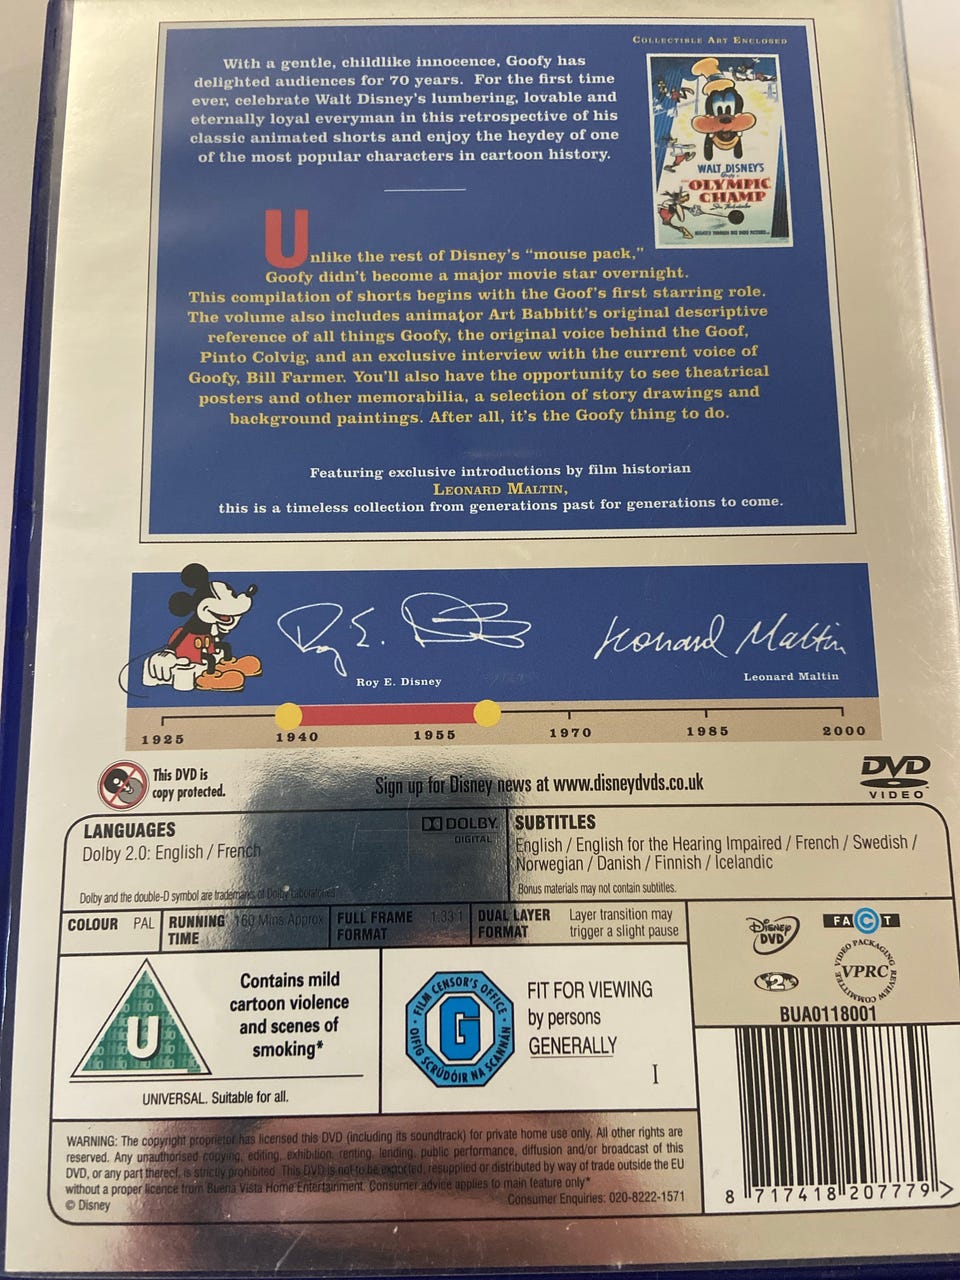 COLLECTIBLE ART ENCLOSED
With a gentle, childlike innocence, Goofy has
delighted audiences for 70 years. For the first time
ever, celebrate Walt Disney's lumbering, lovable and
eternally loyal everyman in this retrospective of his
classic animated shorts and enjoy the heyday of one
of the most popular characters in cartoon history.
WALT DISNEY'S
OLYMPIC
CHAMP
Unlike the rest of Disney's "mouse pack,"
Goofy didn't become a major movie star overnight.
This compilation of shorts begins with the Goof's first starring role.
The volume also includes animator Art Babbitt's original descriptive
reference of all things Goofy, the original voice behind the Goof,
Pinto Colvig, and an exclusive interview with the current voice of
Goofy, Bill Farmer. You'll also have the opportunity to see theatrical
posters and other memorabilia, a selection of story drawings and
background paintings. After all, it's the Goofy thing to do.
Featuring exclusive introductions by film historian
LEONARD MALTIN,
this is a timeless collection from generations past for generations to come.
Roy E. Disney
Leonard Maltin
Roy E. Disney
Leonard Maltin
1925 1940 1955 1970 1985 2000
This DVD is
copy protected.
Sign up for Disney news at www.disneydvds.co.uk
DVD
VIDEO
LANGUAGES
Dolby 2.0: English / French
DOLBY
DIGITAL
Dolby and the double-D symbol are trademarks of Dolby Laboratories
SUBTITLES
English / English for the Hearing Impaired / French / Swedish /
Norwegian / Danish / Finnish / Icelandic
Bonus materials may not contain subtitles.
COLOUR PAL
RUNNING TIME 160 Mins Approx
FULL FRAME FORMAT 1.33:1
DUAL LAYER FORMAT
Layer transition may
trigger a slight pause
Disney
DVD
FACT
2
VIDEO PACKAGING REVIEW COMMITTEE
VPRC
BUA0118001
U
Contains mild
cartoon violence
and scenes of
smoking*
UNIVERSAL. Suitable for all.
FILM CENSOR'S OFFICE
OIFIG SCRÚDÓIR NA SCANNÁN
G
FIT FOR VIEWING
by persons
GENERALLY
I
WARNING: The copyright proprietor has licensed this DVD (including its soundtrack) for private home use only. All other rights are
reserved. Any unauthorised copying, editing, exhibition, renting, lending, public performance, diffusion and/or broadcast of this
DVD, or any part thereof, is strictly prohibited. This DVD is not to be exported, resupplied or distributed by way of trade outside the EU
without a proper licence from Buena Vista Home Entertainment. Consumer advice applies to main feature only*
© Disney
Consumer Enquiries: 020-8222-1571
8 717418 207779 >